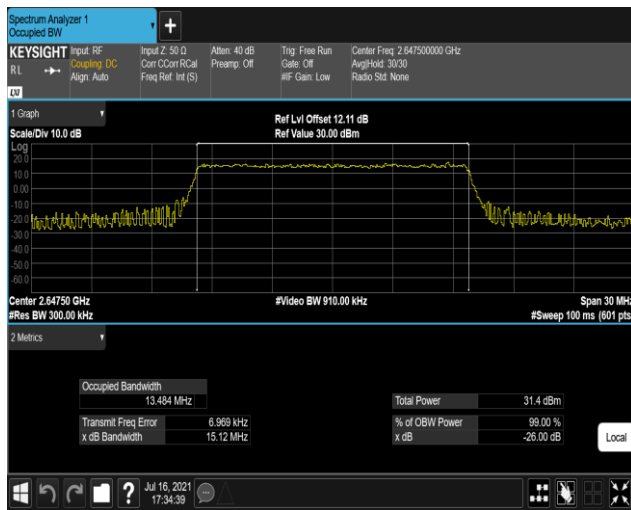 Spectrum Analyzer 1
Occupied BW
KEYSIGHT Input: RF Input Z: 50 Ω Atten: 40 dB Trig: Free Run Center Freq: 2.647500000 GHz
RL Coupling: DC Corr CCorr RCal Preamp: Off Gate: Off Avg|Hold: 30/30
Align: Auto Freq Ref: Int (S) #IF Gain: Low Radio Std: None
LXI
1 Graph Ref Lvl Offset 12.11 dB
Scale/Div 10.0 dB Ref Value 30.00 dBm
Log
20.0
10.0
0.00
-10.0
-20.0
-30.0
-40.0
-50.0
-60.0
Center 2.64750 GHz #Video BW 910.00 kHz Span 30 MHz
#Res BW 300.00 kHz #Sweep 100 ms (601 pts
2 Metrics
Occupied Bandwidth
13.484 MHz Total Power 31.4 dBm
Transmit Freq Error 6.969 kHz % of OBW Power 99.00 %
x dB Bandwidth 15.12 MHz x dB -26.00 dB
Local
? Jul 16, 2021
17:34:39